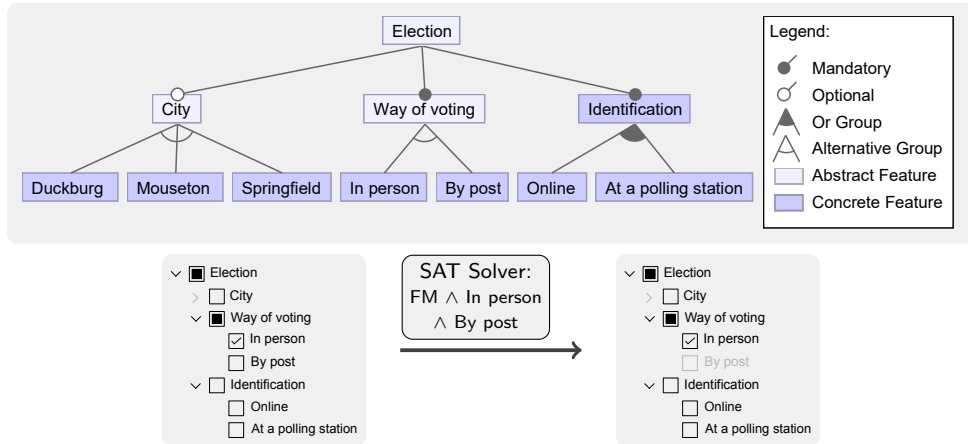 Election
Legend:
Mandatory
Optional
Or Group
Alternative Group
Abstract Feature
Concrete Feature
City
Way of voting
Identification
Duckburg
Mouseton
Springfield
In person
By post
Online
At a polling station
Election
City
Way of voting
In person
By post
Identification
Online
At a polling station
SAT Solver:
FM ∧ In person
∧ By post
Election
City
Way of voting
In person
By post
Identification
Online
At a polling station